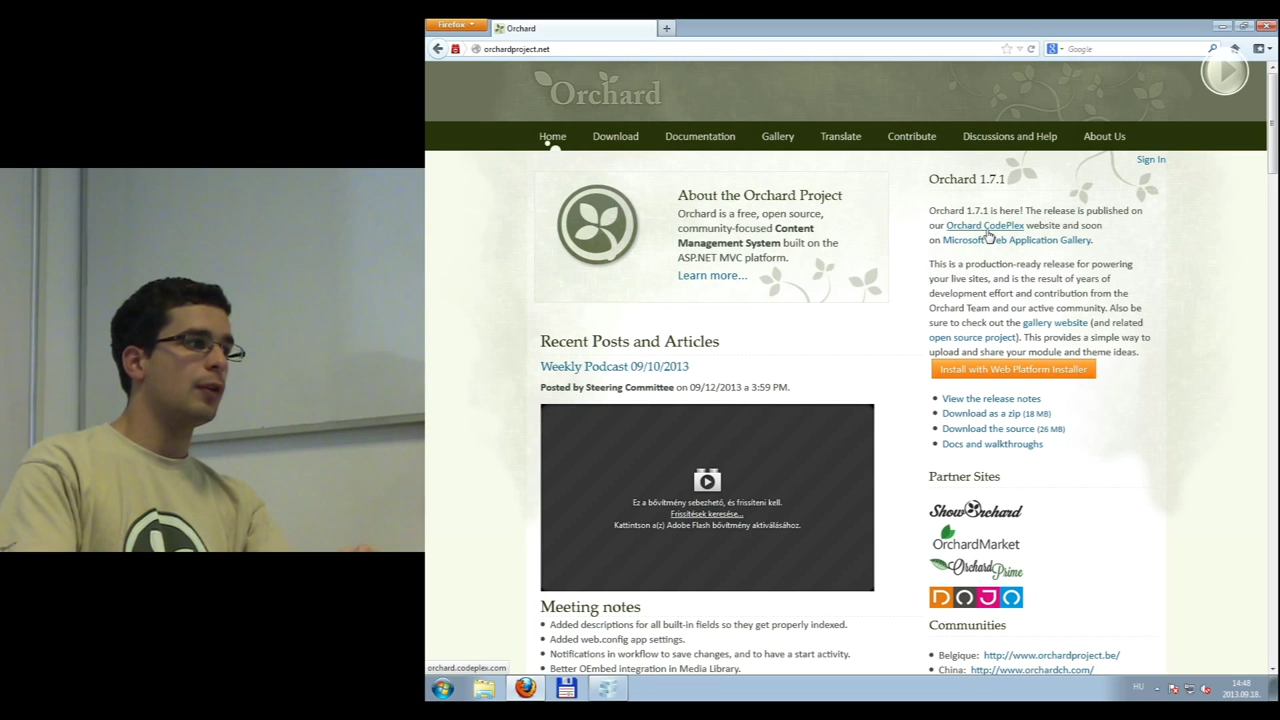 Firefox
Orchard
orchardproject.net
Google
Orchard
Home
Download
Documentation
Gallery
Translate
Contribute
Discussions and Help
About Us
Sign In
About the Orchard Project
Orchard is a free, open source,
community-focused Content
Management System built on the
ASP.NET MVC platform.
Learn more...
Recent Posts and Articles
Weekly Podcast 09/10/2013
Posted by Steering Committee on 09/12/2013 a 3:59 PM.
Ez a bővítmény sebezhető, és frissíteni kell.
Frissítések keresése...
Kattintson a(z) Adobe Flash bővítmény aktiválásához.
Meeting notes
Added descriptions for all built-in fields so they get properly indexed.
Added web.config app settings.
Notifications in workflow to save changes, and to have a start activity.
Better OEmbed integration in Media Library.
Orchard 1.7.1
Orchard 1.7.1 is here! The release is published on
our Orchard CodePlex website and soon
on Microsoft Web Application Gallery.
This is a production-ready release for powering
your live sites, and is the result of years of
development effort and contribution from the
Orchard Team and our active community. Also be
sure to check out the gallery website (and related
open source project). This provides a simple way to
upload and share your module and theme ideas.
Install with Web Platform Installer
View the release notes
Download as a zip (18 MB)
Download the source (26 MB)
Docs and walkthroughs
Partner Sites
Show Orchard
OrchardMarket
Orchard Prime
DOJO
Communities
Belgique: http://www.orchardproject.be/
China: http://www.orchardch.com/
orchard.codeplex.com
HU
14:48
2013.09.18.